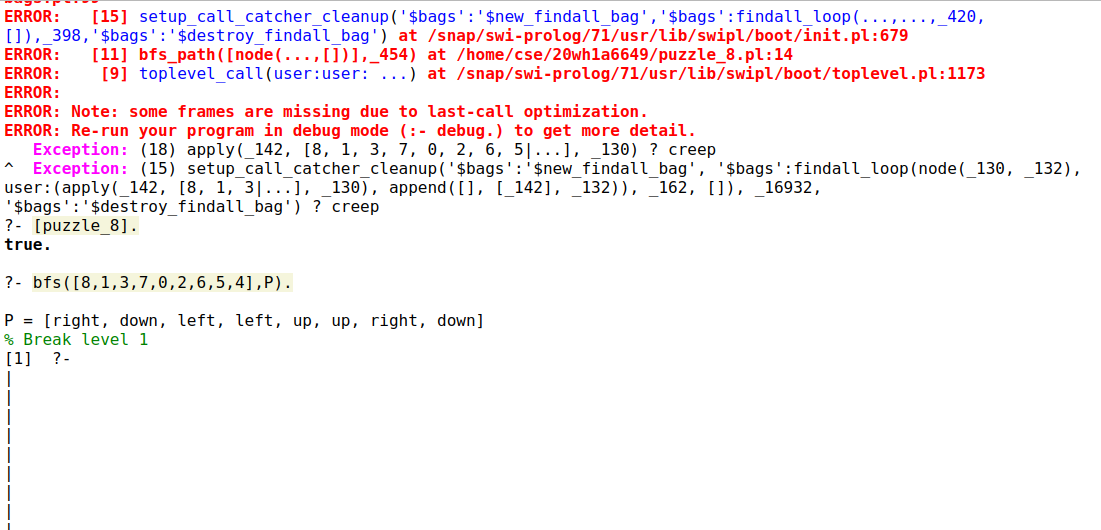 ERROR:   [15] setup_call_catcher_cleanup('$bags':'$new_findall_bag','$bags':findall_loop(...,...,_420,
[]),_398,'$bags':'$destroy_findall_bag') at /snap/swi-prolog/71/usr/lib/swipl/boot/init.pl:679
ERROR:   [11] bfs_path([node(...,[])],_454) at /home/cse/20wh1a6649/puzzle_8.pl:14
ERROR:    [9] toplevel_call(user:user: ...) at /snap/swi-prolog/71/usr/lib/swipl/boot/toplevel.pl:1173
ERROR:
ERROR: Note: some frames are missing due to last-call optimization.
ERROR: Re-run your program in debug mode (:- debug.) to get more detail.
   Exception: (18) apply(_142, [8, 1, 3, 7, 0, 2, 6, 5|...], _130) ? creep
^  Exception: (15) setup_call_catcher_cleanup('$bags':'$new_findall_bag', '$bags':findall_loop(node(_130, _132),
user:(apply(_142, [8, 1, 3|...], _130), append([], [_142], _132)), _162, []), _16932,
'$bags':'$destroy_findall_bag') ? creep
?- [puzzle_8].
true.
?- bfs([8,1,3,7,0,2,6,5,4],P).
P = [right, down, left, left, up, up, right, down]
% Break level 1
[1]  ?-
|
|
|
|
|
|
|
|
|